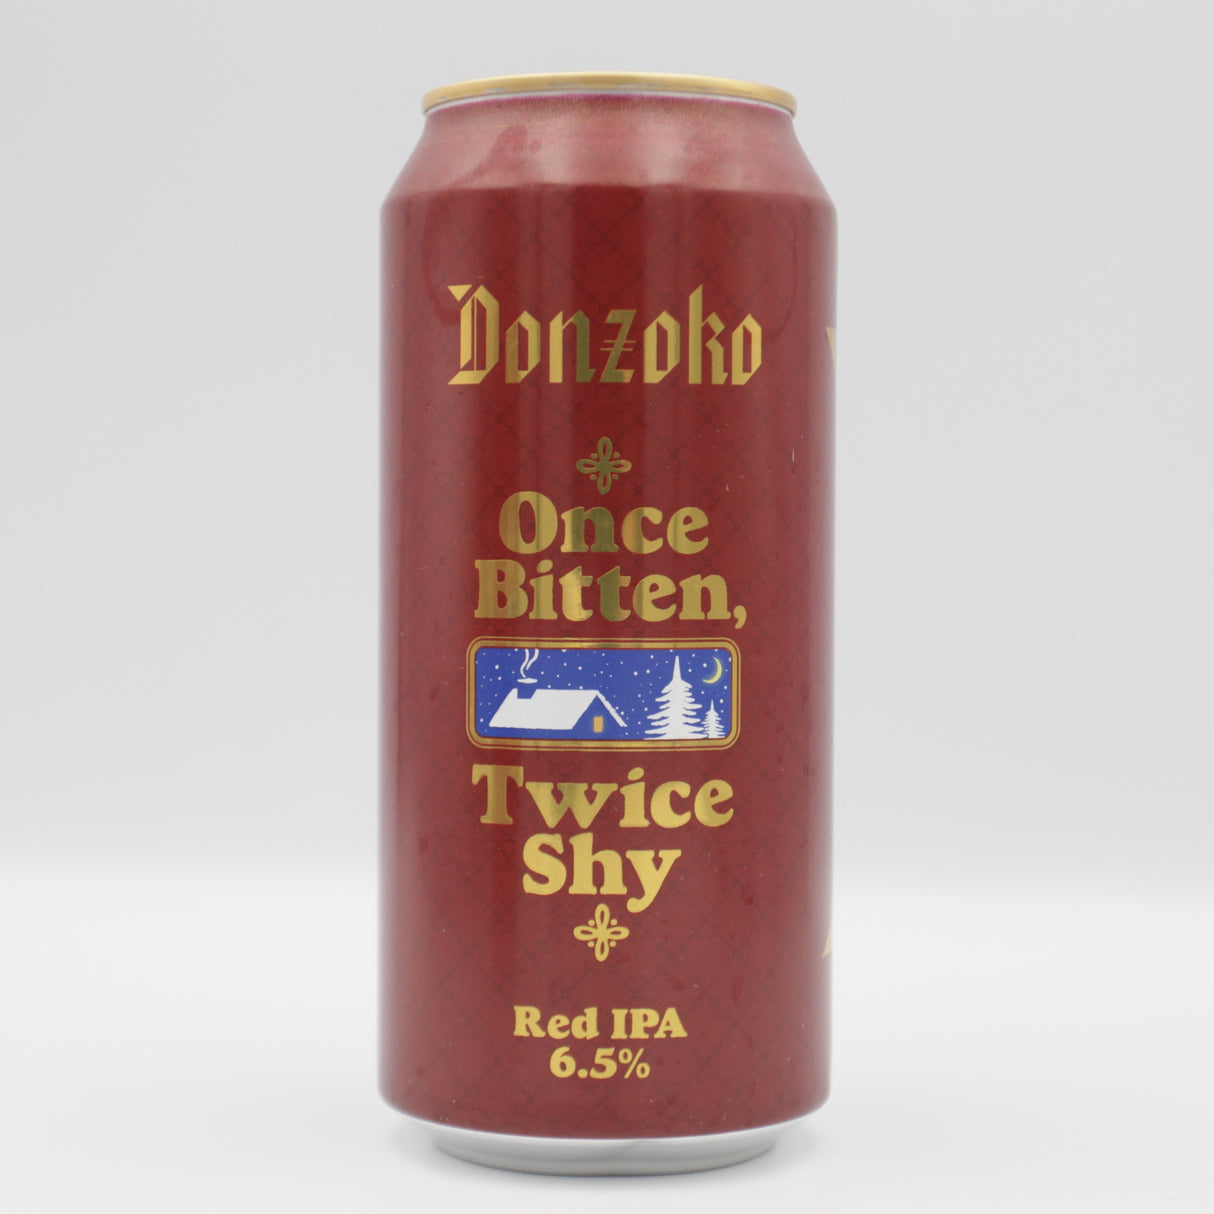 Donzoko
Once
Bitten,
Twice
Shy
Red IPA
6.5%